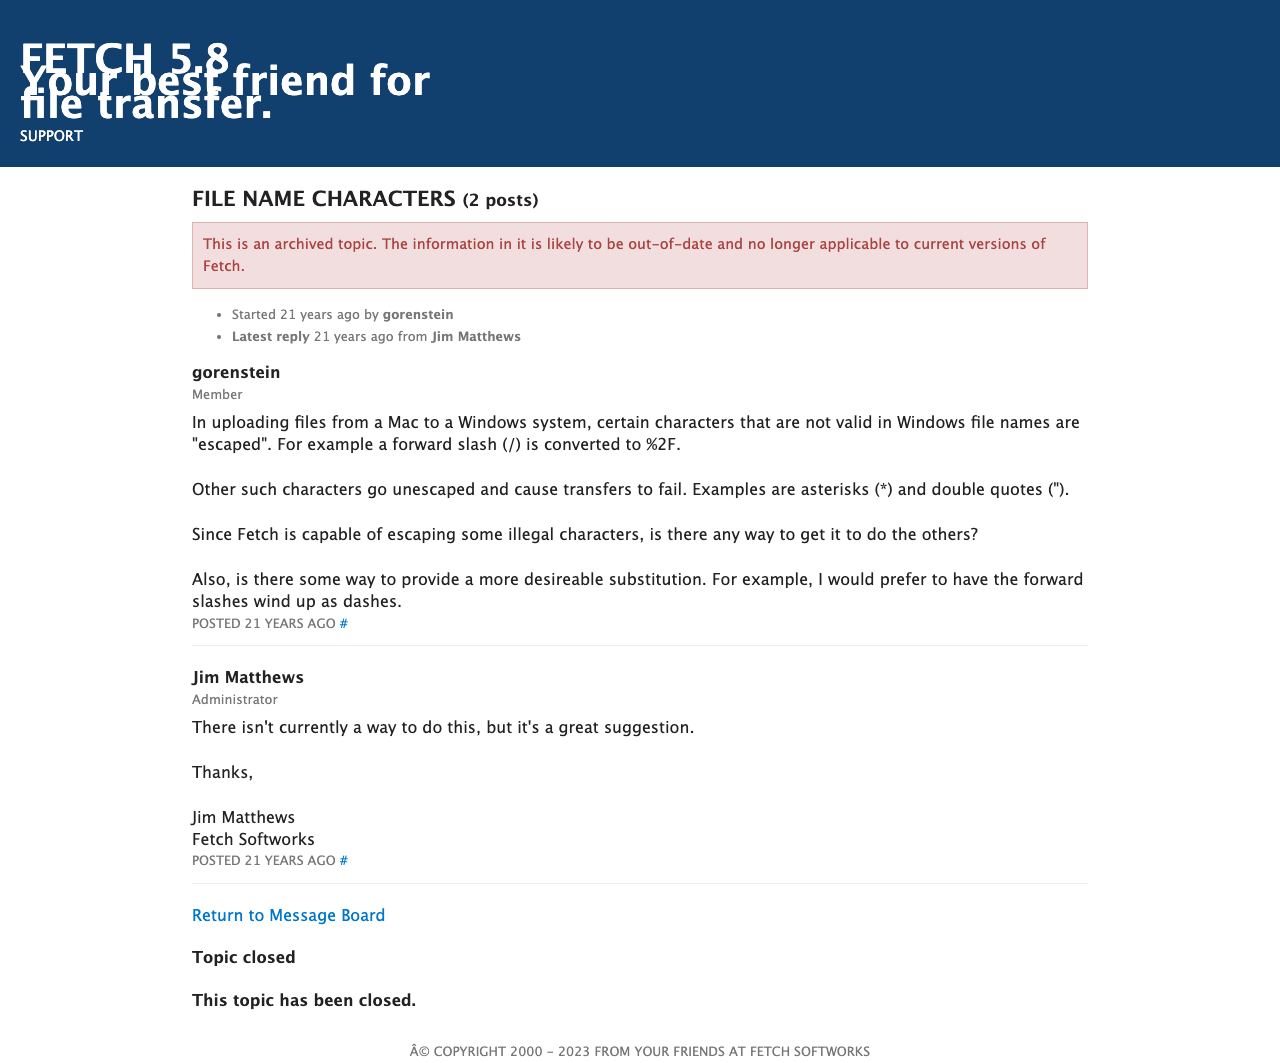 FETCH 5.8
Your best friend for
file transfer.
SUPPORT
FILE NAME CHARACTERS (2 posts)
This is an archived topic. The information in it is likely to be out-of-date and no longer applicable to current versions of
Fetch.
• Started 21 years ago by gorenstein
• Latest reply 21 years ago from Jim Matthews
gorenstein
Member
In uploading files from a Mac to a Windows system, certain characters that are not valid in Windows file names are
"escaped". For example a forward slash (/) is converted to %2F.
Other such characters go unescaped and cause transfers to fail. Examples are asterisks (*) and double quotes (").
Since Fetch is capable of escaping some illegal characters, is there any way to get it to do the others?
Also, is there some way to provide a more desireable substitution. For example, I would prefer to have the forward
slashes wind up as dashes.
POSTED 21 YEARS AGO #
Jim Matthews
Administrator
There isn't currently a way to do this, but it's a great suggestion.
Thanks,
Jim Matthews
Fetch Softworks
POSTED 21 YEARS AGO #
Return to Message Board
Topic closed
This topic has been closed.
Â© COPYRIGHT 2000 - 2023 FROM YOUR FRIENDS AT FETCH SOFTWORKS